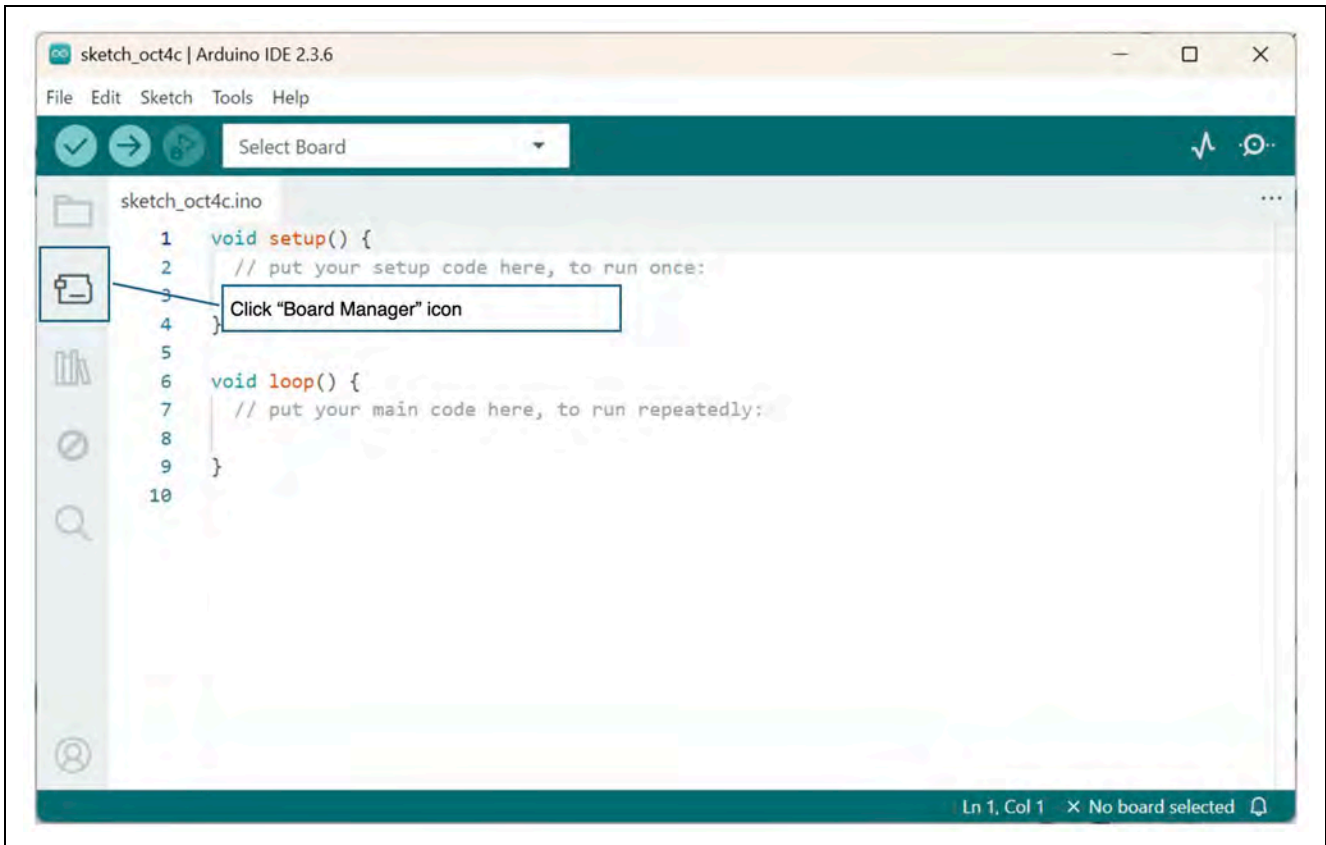 sketch_oct4c | Arduino IDE 2.3.6
File Edit Sketch Tools Help
Select Board
sketch_oct4c.ino
1 void setup() {
2 // put your setup code here, to run once:
3
Click “Board Manager” icon
4 }
5
6 void loop() {
7 // put your main code here, to run repeatedly:
8
9 }
10
Ln 1, Col 1 × No board selected